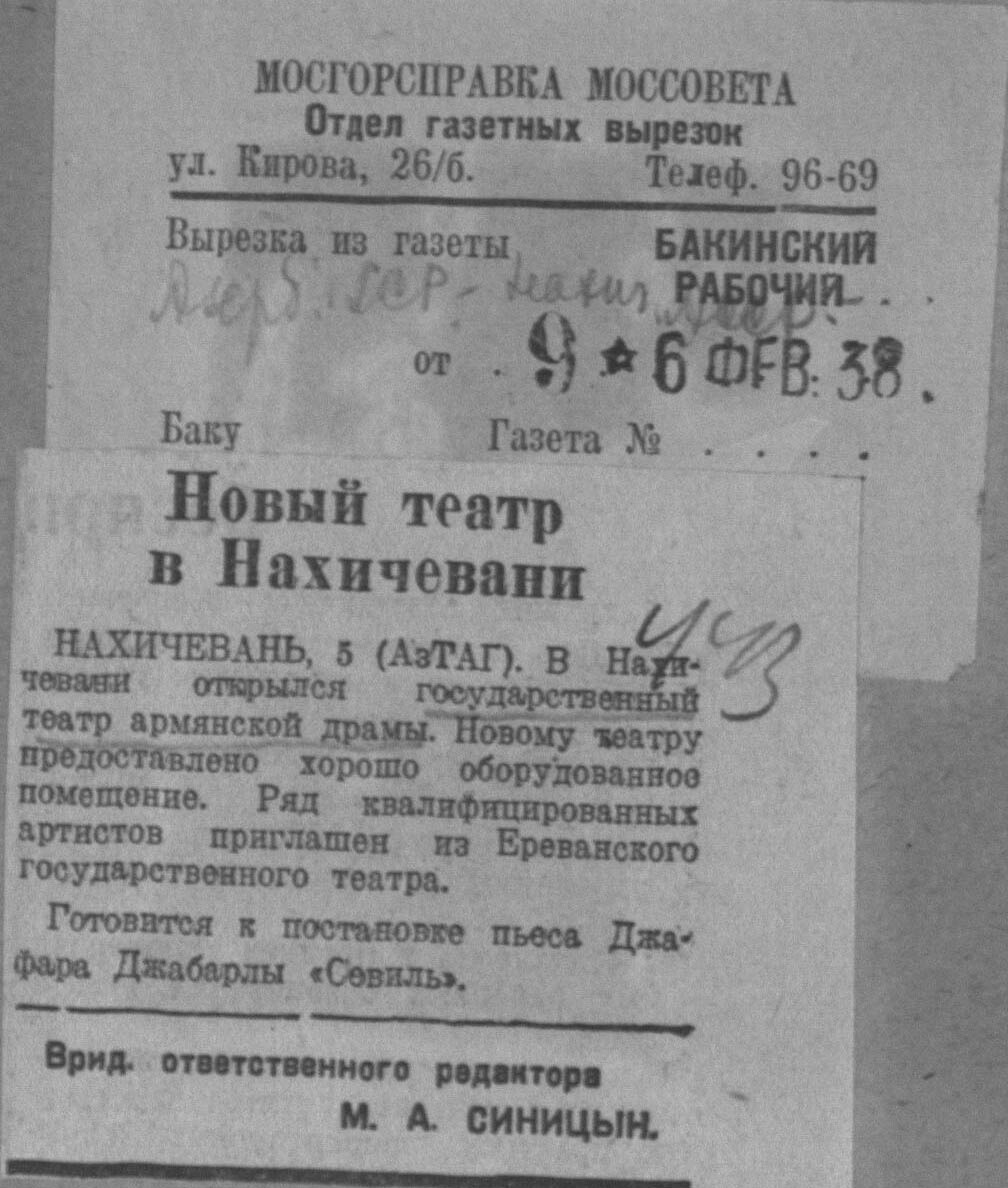 МОСГОРСПРАВКА МОССОВЕТА
Отдел газетных вырезок
ул. Кирова, 26/б. Телеф. 96-69
Вырезка из газеты БАКИНСКИЙ
РАБОЧИЙ . .
Азерб. ССР -
от . 9 ★ 6 ФЕВ. 38 .
Баку Газета № . . . .
Новый театр
в Нахичевани
НАХИЧЕВАНЬ, 5 (АзТАГ). В Нахи-
чевани открылся государственный
театр армянской драмы. Новому театру
предоставлено хорошо оборудованное
помещение. Ряд квалифицированных
артистов приглашен из Ереванского
государственного театра.
Готовится к постановке пьеса Джа-
фара Джабарлы «Севиль».
Врид. ответственного редактора
М. А. СИНИЦЫН.